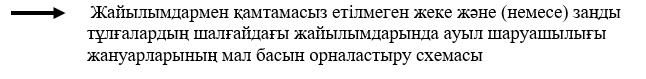 Жайылымдармен қамтамасыз етілмеген жеке және (немесе) заңды
тұлғалардың шалғайдағы жайылымдарында ауыл шаруашылығы
жануарларының мал басын орналастыру схемасы